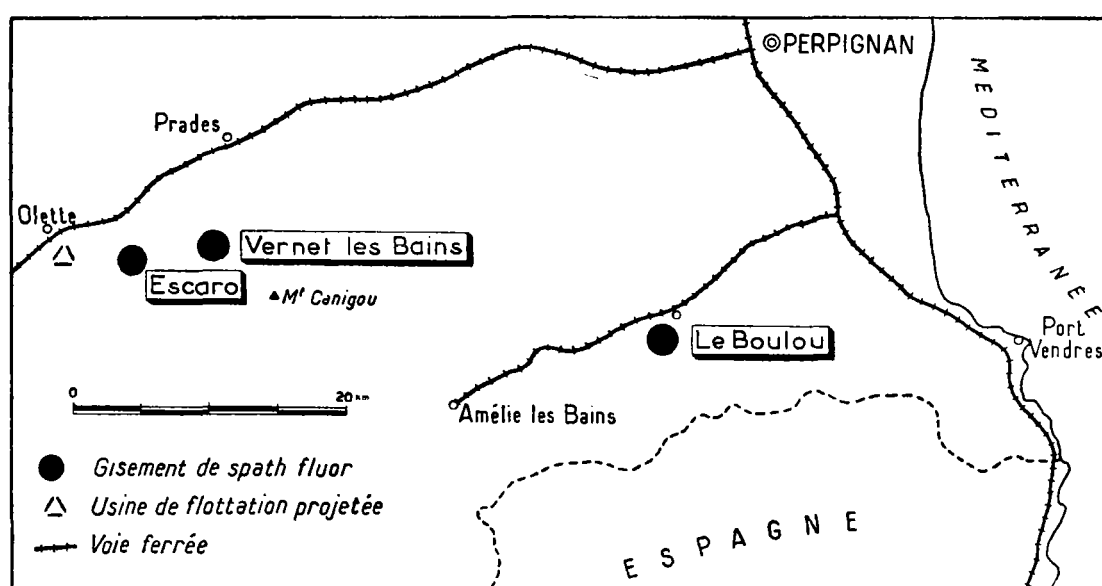 PERPIGNAN
MEDITERRANÉE
Prades
Olette
Vernet les Bains
Escaro
Mt Canigou
Le Boulou
Port
Vendres
0 20 km
Amélie les Bains
Gisement de spath fluor
Usine de flottation projetée
Voie ferrée
ESPAGNE